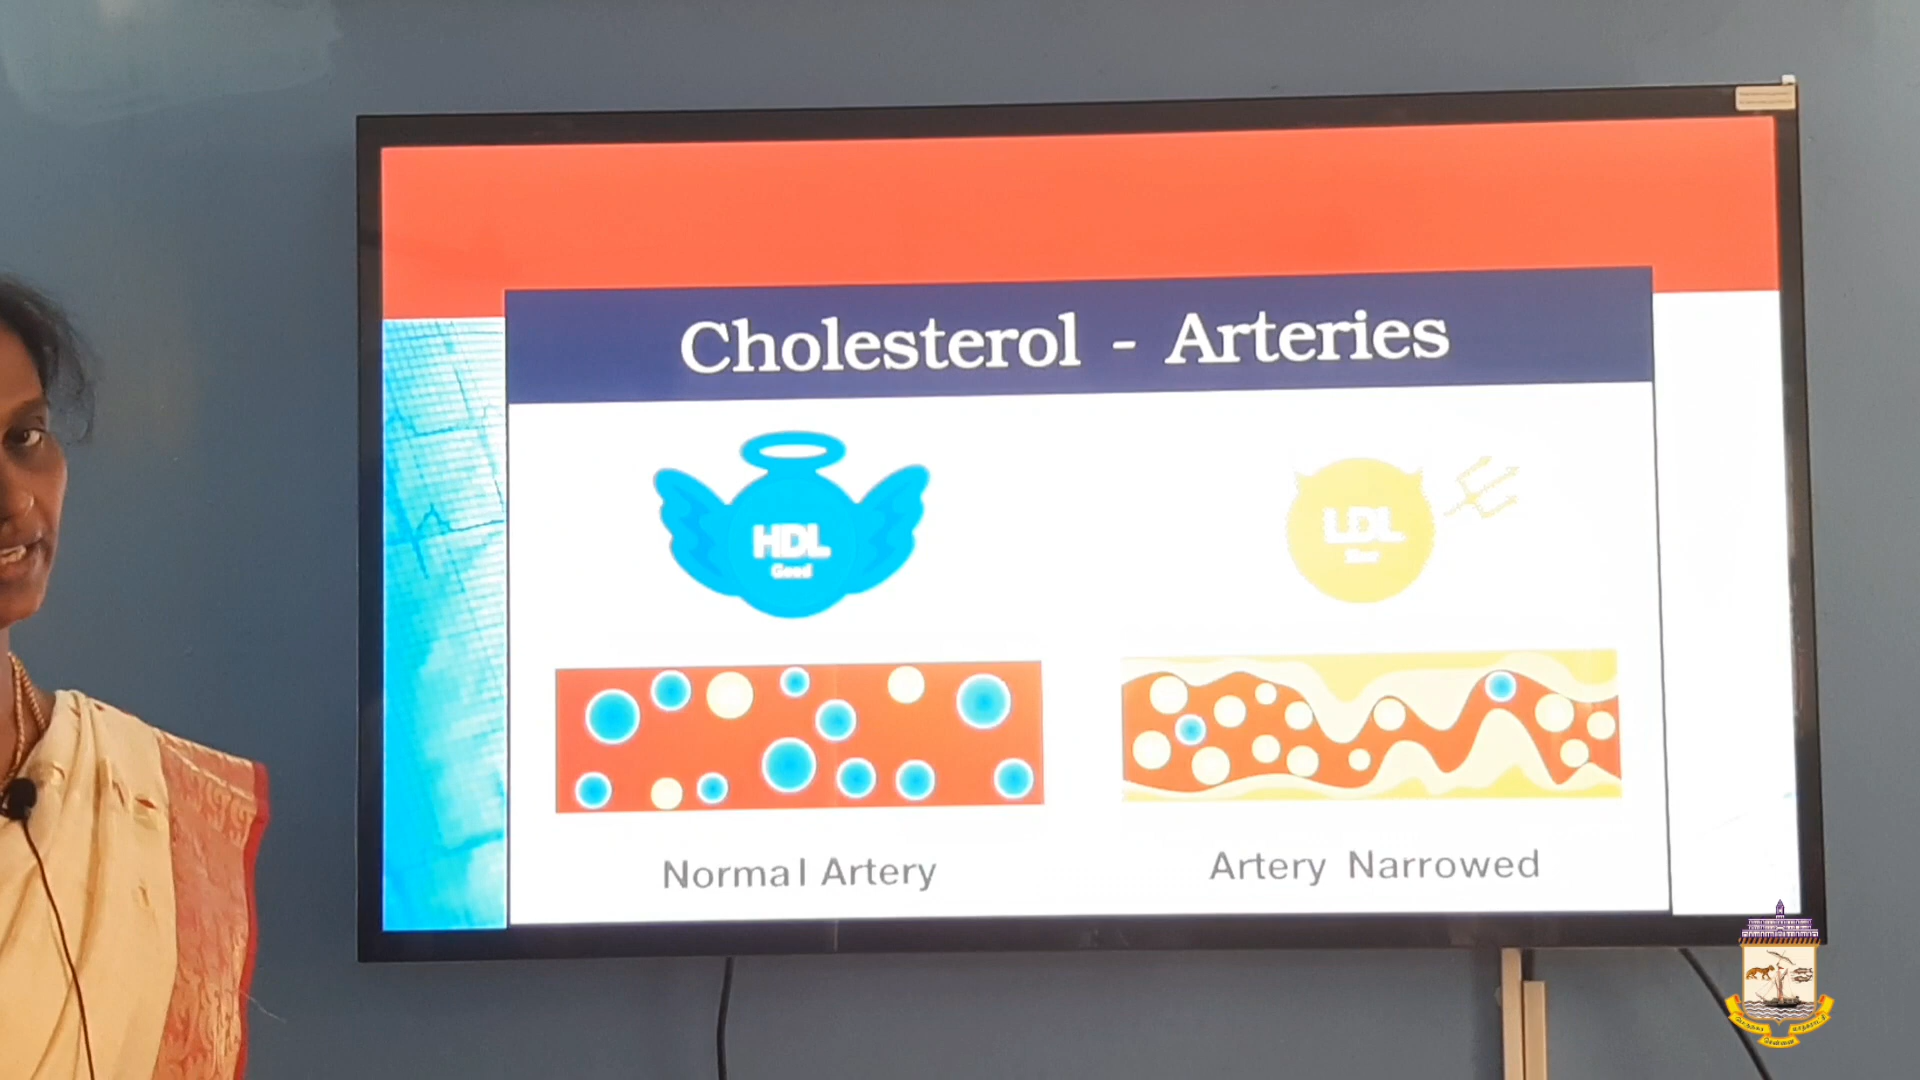 Cholesterol - Arteries
HDL
Good
LDL
Normal Artery
Artery Narrowed